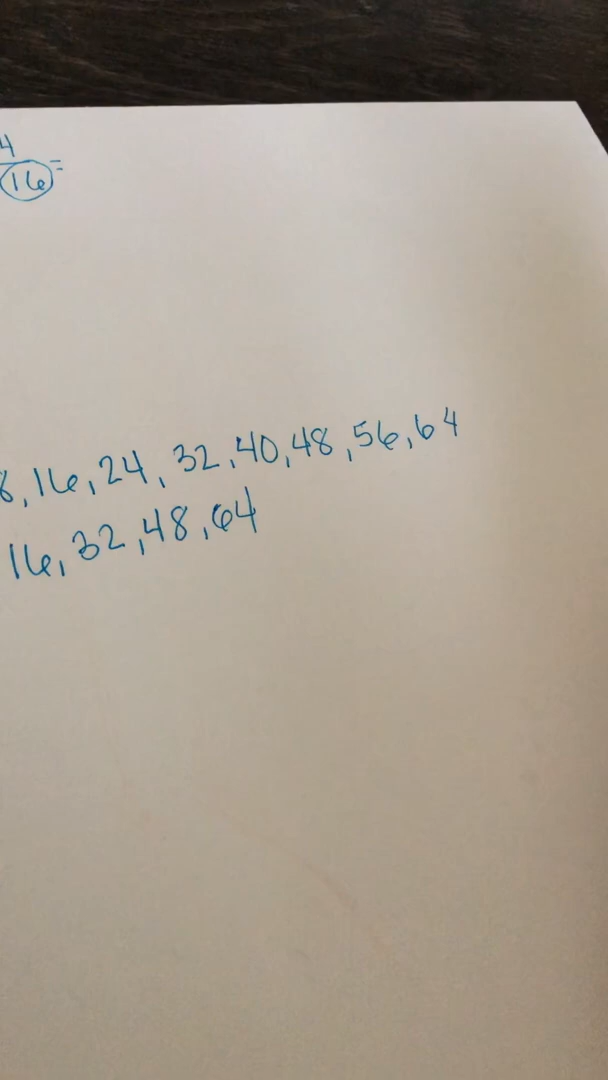 4
16 =
8, 16, 24, 32, 40, 48, 56, 64
16, 32, 48, 64